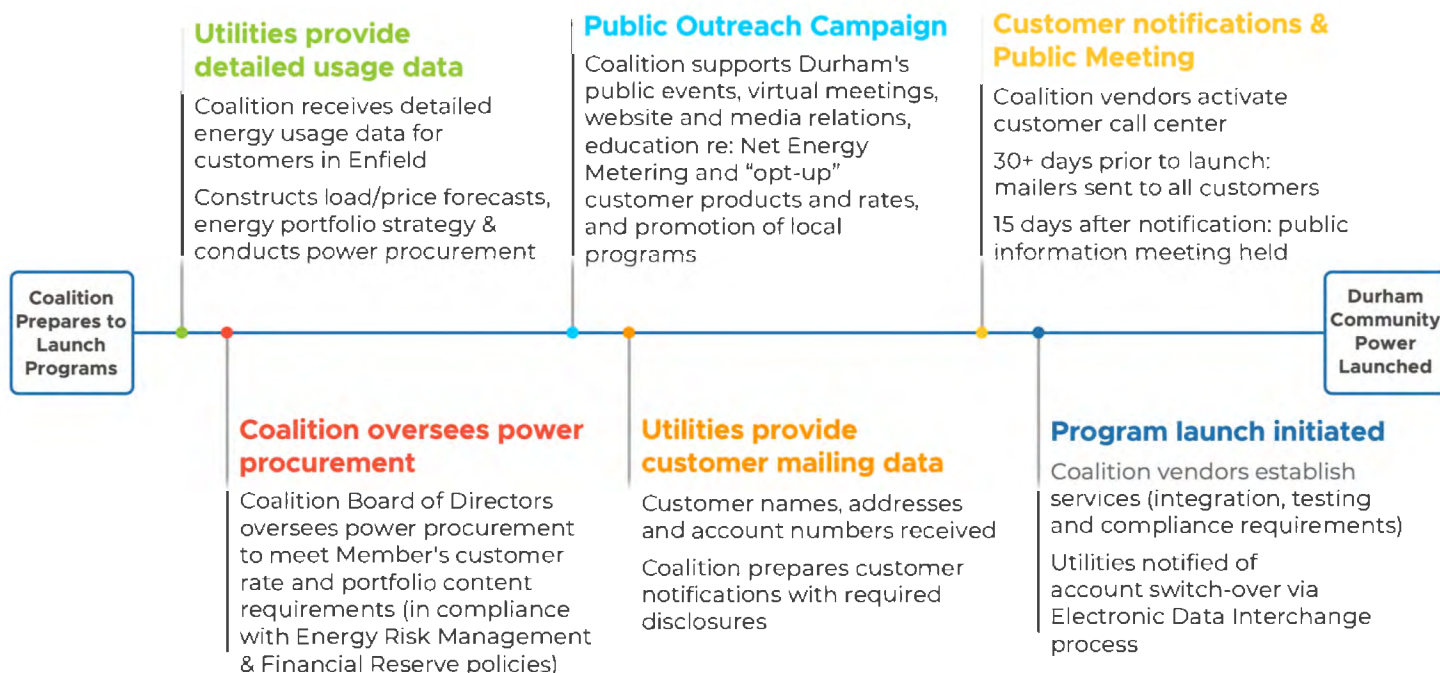 Utilities provide
detailed usage data
Coalition receives detailed
energy usage data for
customers in Enfield
Constructs load/price forecasts,
energy portfolio strategy &
conducts power procurement
Public Outreach Campaign
Coalition supports Durham's
public events, virtual meetings,
website and media relations,
education re: Net Energy
Metering and “opt-up”
customer products and rates,
and promotion of local
programs
Customer notifications &
Public Meeting
Coalition vendors activate
customer call center
30+ days prior to launch:
mailers sent to all customers
15 days after notification: public
information meeting held
Coalition
Prepares to
Launch
Programs
Durham
Community
Power
Launched
Coalition oversees power
procurement
Coalition Board of Directors
oversees power procurement
to meet Member's customer
rate and portfolio content
requirements (in compliance
with Energy Risk Management
& Financial Reserve policies)
Utilities provide
customer mailing data
Customer names, addresses
and account numbers received
Coalition prepares customer
notifications with required
disclosures
Program launch initiated
Coalition vendors establish
services (integration, testing
and compliance requirements)
Utilities notified of
account switch-over via
Electronic Data Interchange
process